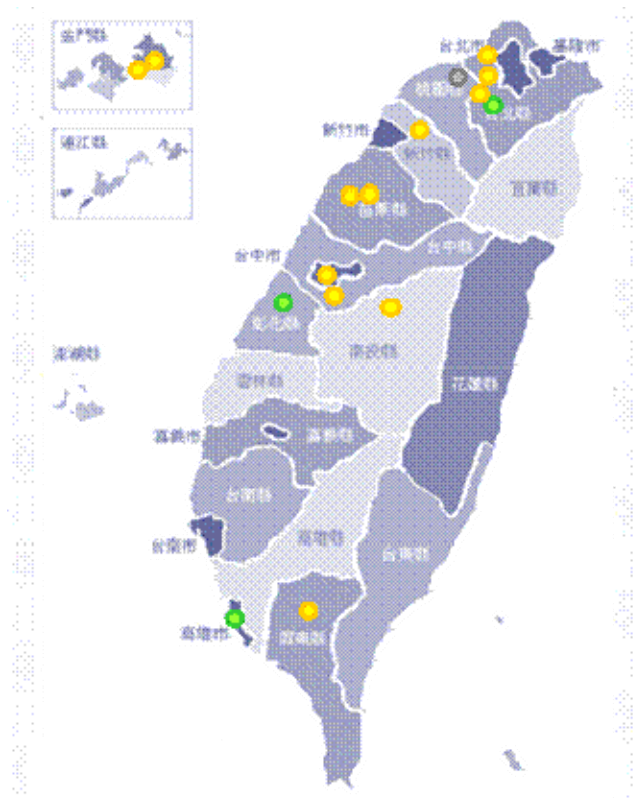 金門縣
台北市
基隆市
桃園
台北縣
連江縣
新竹市
新竹縣
宜蘭縣
苗栗縣
台中市
台中縣
彰化縣
南投縣
澎湖縣
雲林縣
花蓮縣
嘉義市
嘉義縣
台南縣
台南市
高雄縣
台東縣
高雄市
屏東縣